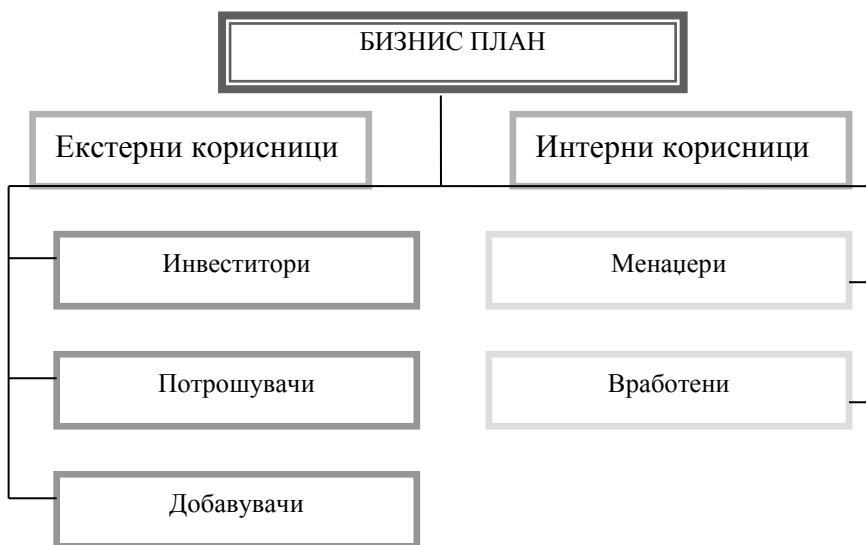 БИЗНИС ПЛАН
Екстерни корисници
Интерни корисници
Инвеститори
Менаџери
Потрошувачи
Вработени
Добавувачи